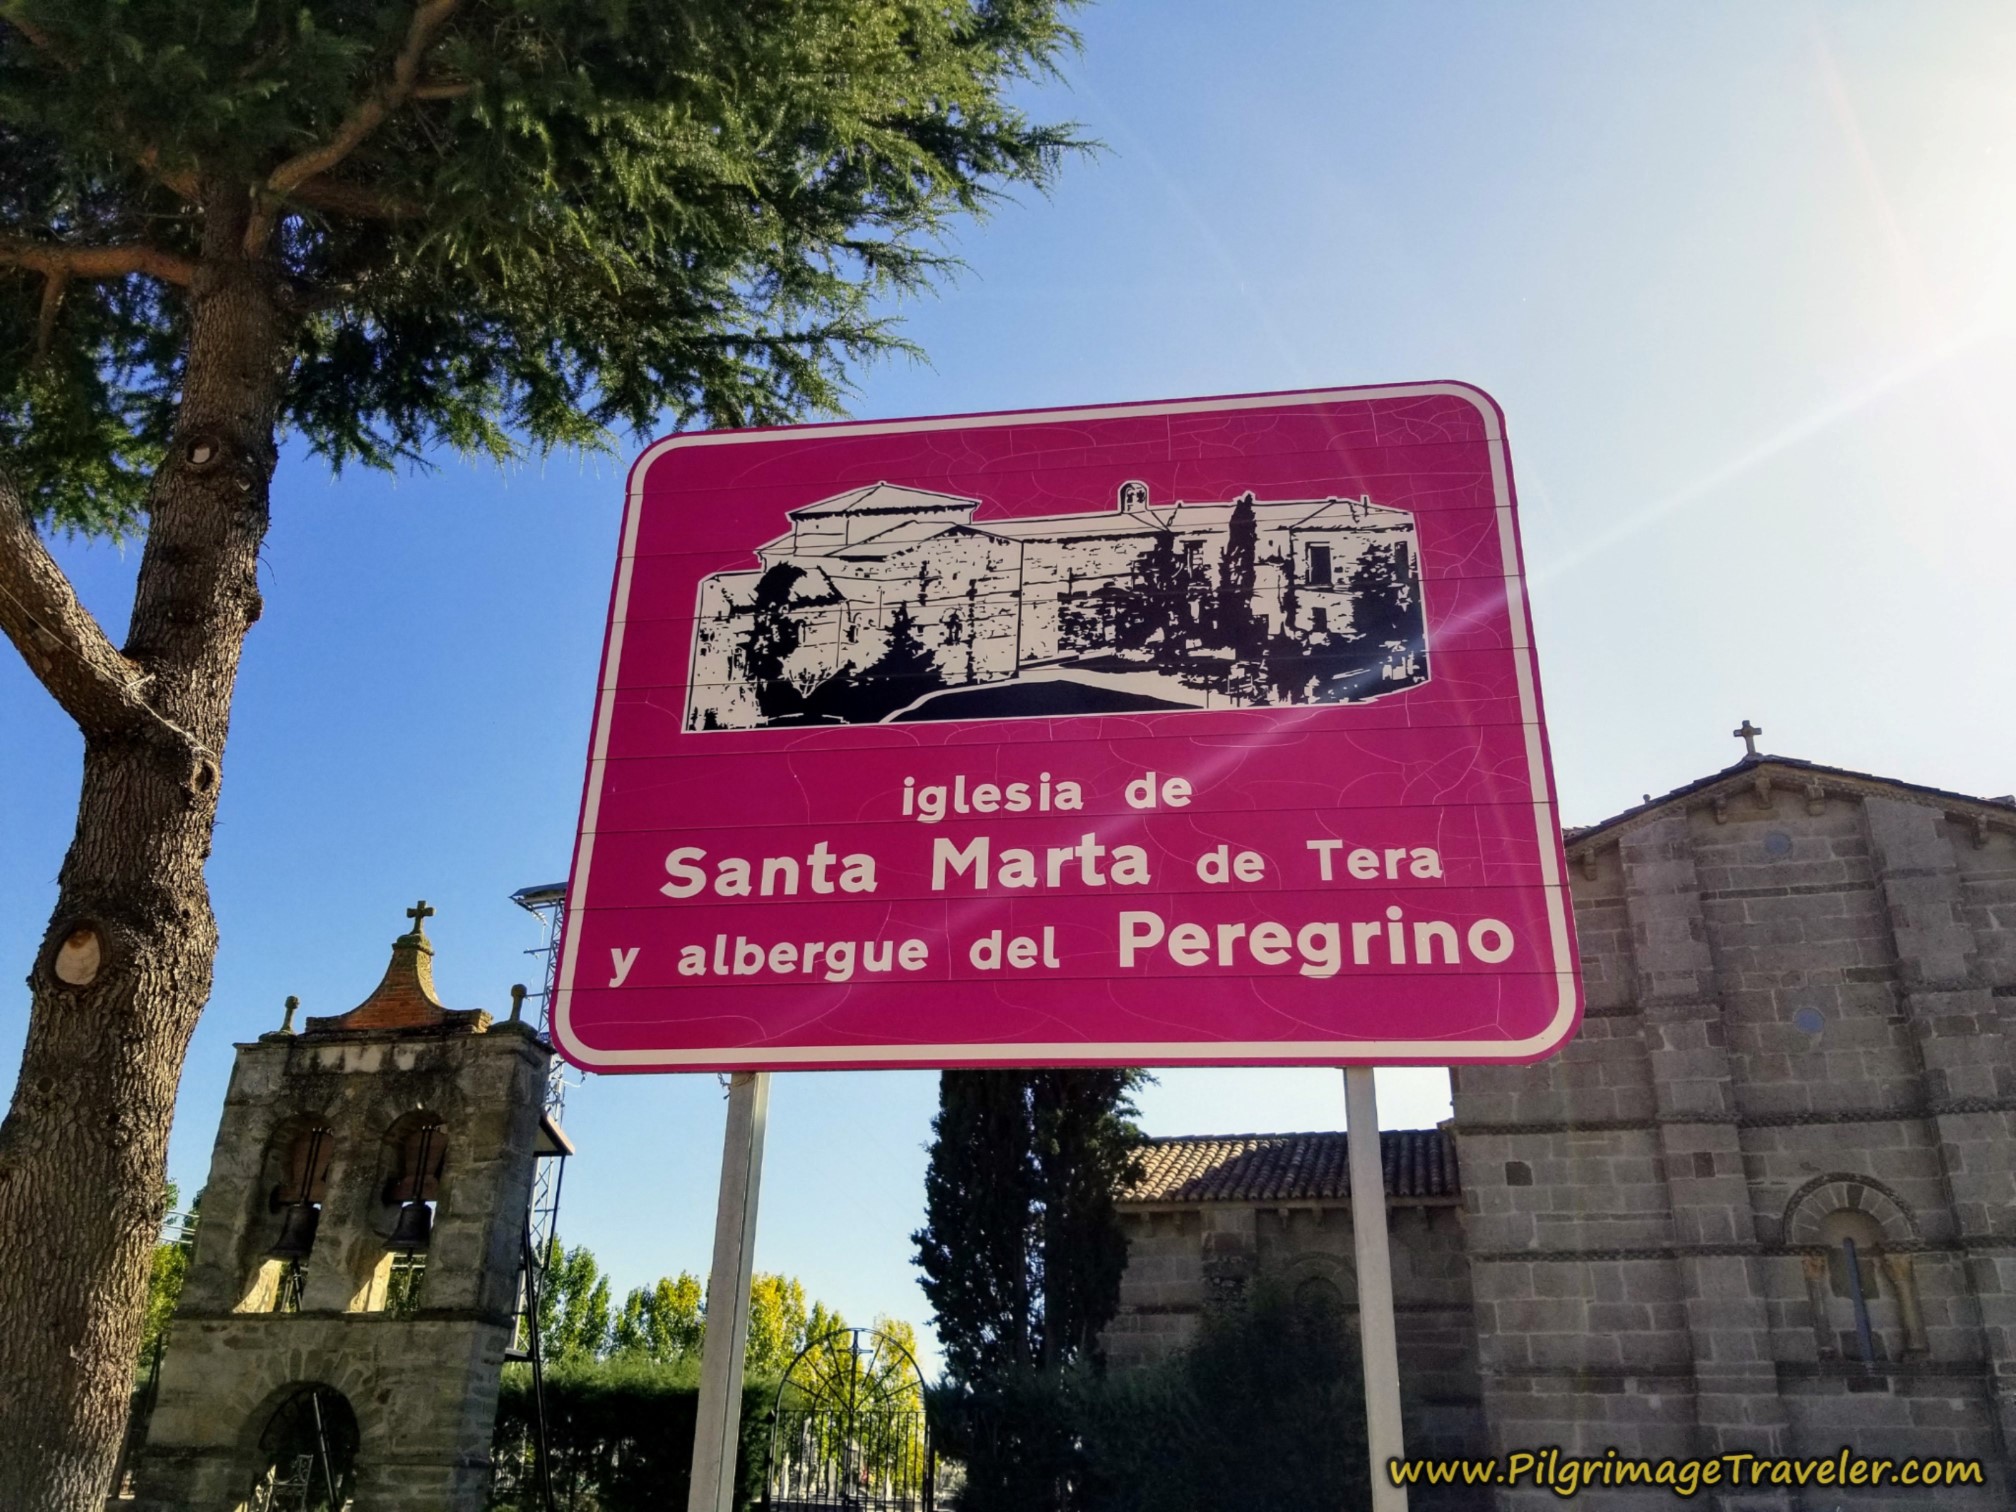 iglesia de
Santa Marta de Tera
y albergue del Peregrino
www.PilgrimageTraveler.com